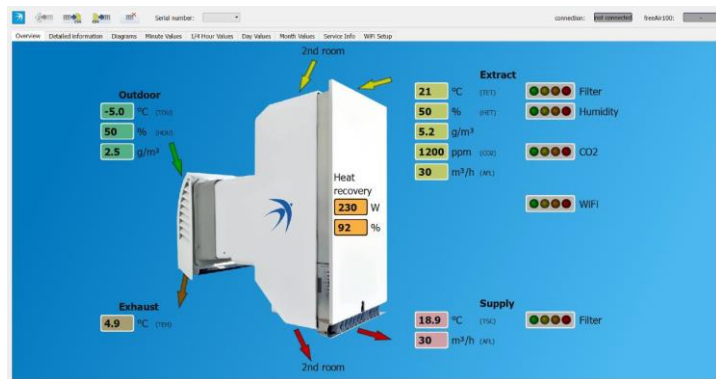 Serial number:
connection: not connected freeAir100: -
Overview Detailed information Diagrams Minute Values 1/4 Hour Values Day Values Month Values Service Info WiFi Setup
2nd room
Outdoor
-5.0 °C
50 %
2.5 g/m³
Extract
21 °C (TET) Filter
50 % (HET) Humidity
5.2 g/m³
1200 ppm (CO2) CO2
30 m³/h (AFL)
WiFi
Heat
recovery
230 W
92 %
Exhaust
4.9 °C (TEH)
Supply
18.9 °C Filter
30 m³/h (AFL)
2nd room